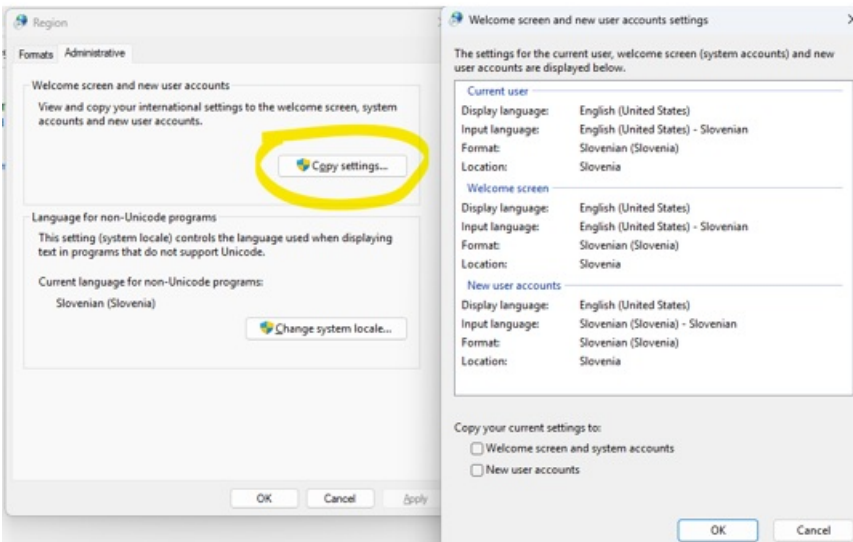 Region
Formats
Administrative
Welcome screen and new user accounts
View and copy your international settings to the welcome screen, system
accounts and new user accounts.
Copy settings...
Language for non-Unicode programs
This setting (system locale) controls the language used when displaying
text in programs that do not support Unicode.
Current language for non-Unicode programs:
Slovenian (Slovenia)
Change system locale...
OK
Cancel
Apply
Welcome screen and new user accounts settings
The settings for the current user, welcome screen (system accounts) and new
user accounts are displayed below.
Current user
Display language: English (United States)
Input language: English (United States) - Slovenian
Format: Slovenian (Slovenia)
Location: Slovenia
Welcome screen
Display language: English (United States)
Input language: English (United States) - Slovenian
Format: Slovenian (Slovenia)
Location: Slovenia
New user accounts
Display language: English (United States)
Input language: Slovenian (Slovenia) - Slovenian
Format: Slovenian (Slovenia)
Location: Slovenia
Copy your current settings to:
Welcome screen and system accounts
New user accounts
OK
Cancel